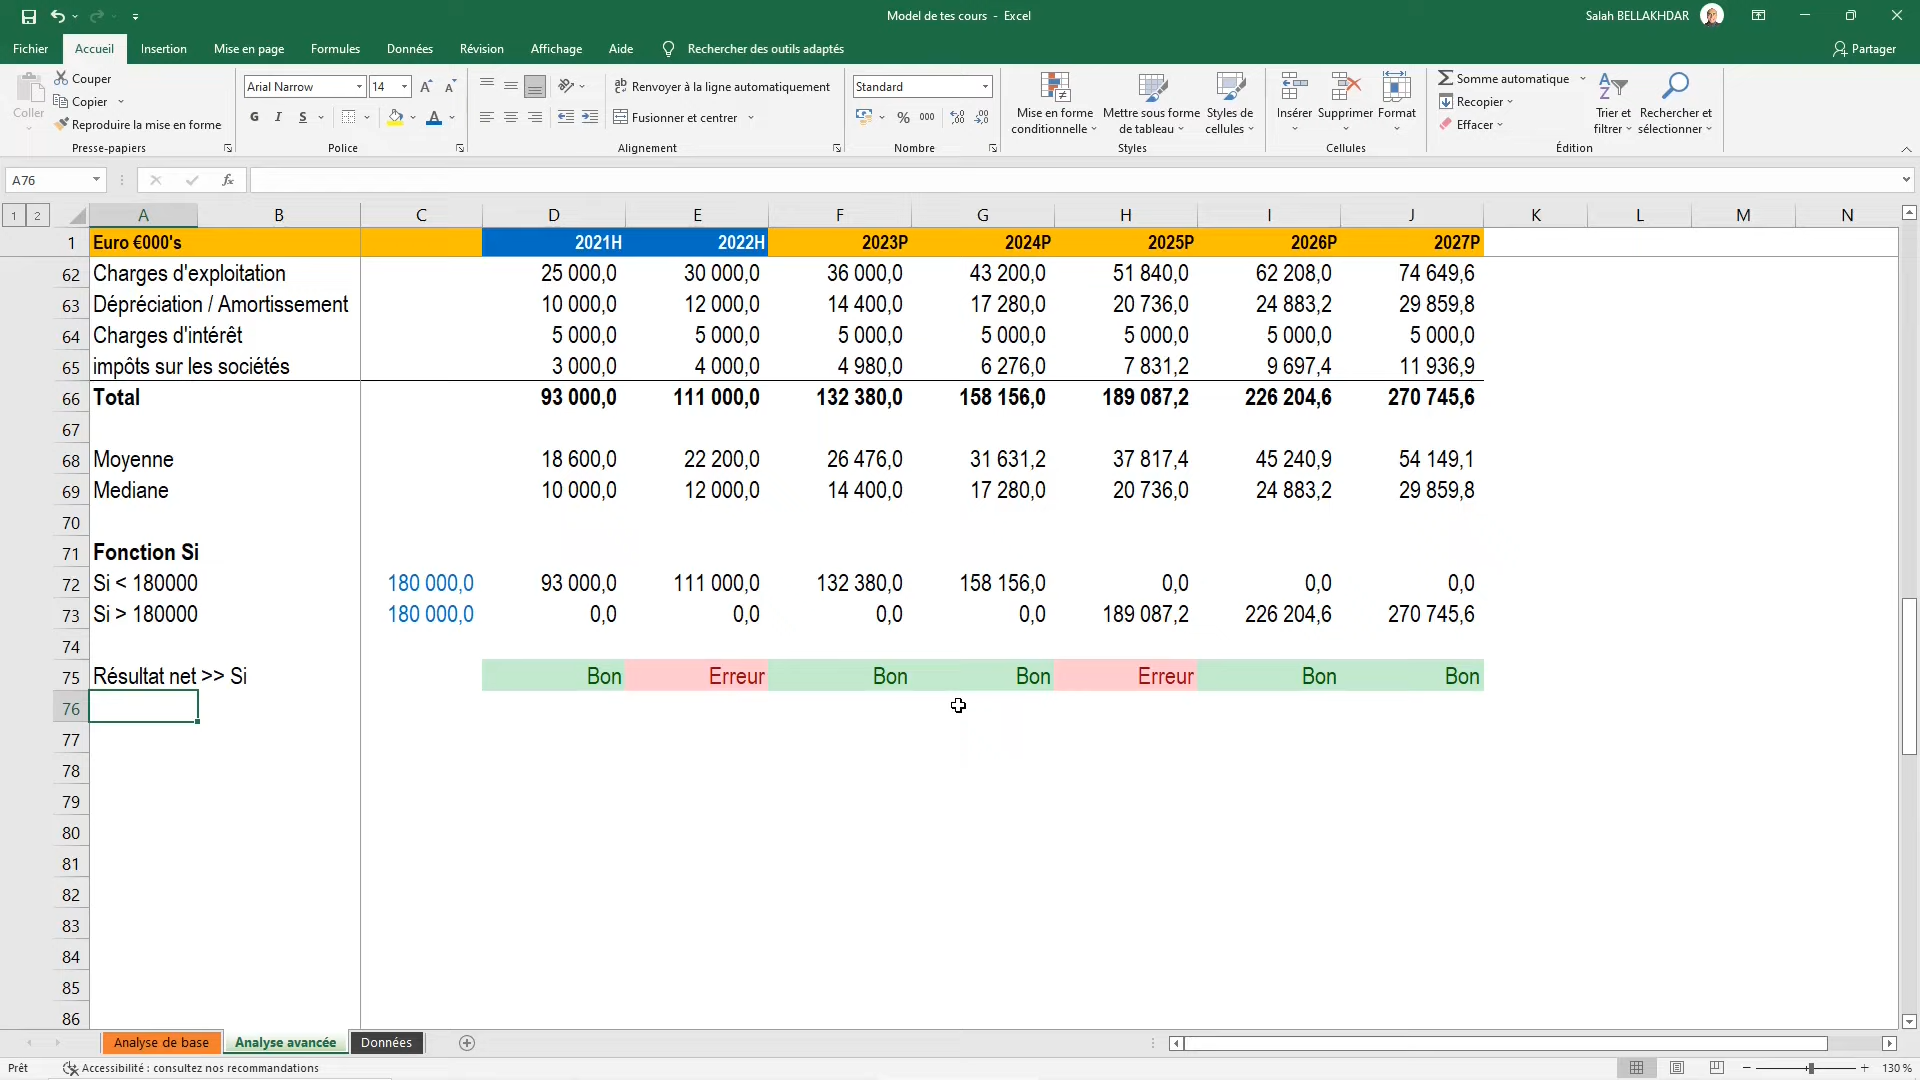 Model de tes cours - Excel
Salah BELLAKHDAR
Fichier Accueil Insertion Mise en page Formules Données Révision Affichage Aide Rechercher des outils adaptés Partager
Coller
Couper
Copier
Reproduire la mise en forme
Presse-papiers
Arial Narrow 14
G I S
Police
Renvoyer à la ligne automatiquement
Fusionner et centrer
Alignement
Standard
% 000
Nombre
Mise en forme conditionnelle
Mettre sous forme de tableau
Styles de cellules
Styles
Insérer Supprimer Format
Cellules
Somme automatique
Recopier
Effacer
Trier et filtrer
Rechercher et sélectionner
Édition
A76 fx
1 2 A B C D E F G H I J K L M N
1 Euro €000's 2021H 2022H 2023P 2024P 2025P 2026P 2027P
62 Charges d'exploitation 25 000,0 30 000,0 36 000,0 43 200,0 51 840,0 62 208,0 74 649,6
63 Dépréciation / Amortissement 10 000,0 12 000,0 14 400,0 17 280,0 20 736,0 24 883,2 29 859,8
64 Charges d'intérêt 5 000,0 5 000,0 5 000,0 5 000,0 5 000,0 5 000,0 5 000,0
65 impôts sur les sociétés 3 000,0 4 000,0 4 980,0 6 276,0 7 831,2 9 697,4 11 936,9
66 Total 93 000,0 111 000,0 132 380,0 158 156,0 189 087,2 226 204,6 270 745,6
67
68 Moyenne 18 600,0 22 200,0 26 476,0 31 631,2 37 817,4 45 240,9 54 149,1
69 Mediane 10 000,0 12 000,0 14 400,0 17 280,0 20 736,0 24 883,2 29 859,8
70
71 Fonction Si
72 Si < 180000 180 000,0 93 000,0 111 000,0 132 380,0 158 156,0 0,0 0,0 0,0
73 Si > 180000 180 000,0 0,0 0,0 0,0 0,0 189 087,2 226 204,6 270 745,6
74
75 Résultat net >> Si Bon Erreur Bon Bon Erreur Bon Bon
76
77
78
79
80
81
82
83
84
85
86
Analyse de base Analyse avancée Données
Prêt Accessibilité : consultez nos recommandations 130 %